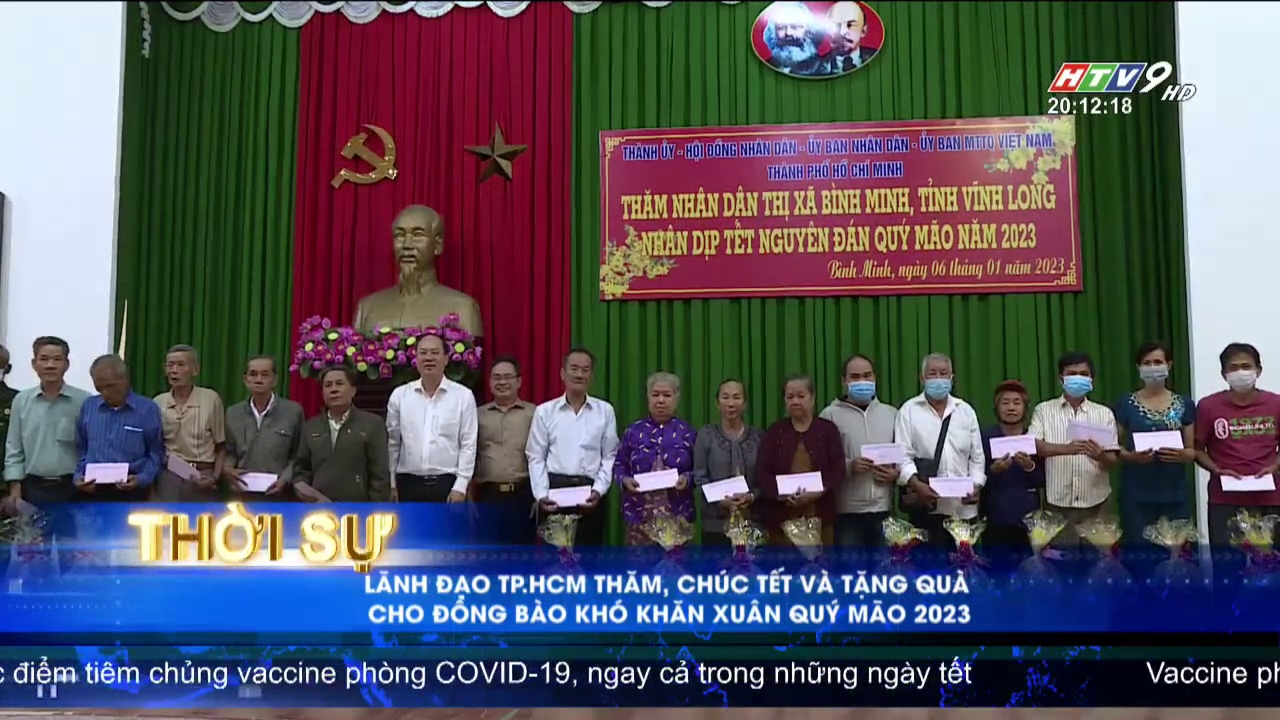 HTV9 HD
20:12:18
THÀNH ỦY - HỘI ĐỒNG NHÂN DÂN - ỦY BAN NHÂN DÂN - ỦY BAN MTTQ VIỆT NAM
THÀNH PHỐ HỒ CHÍ MINH
THĂM NHÂN DÂN THỊ XÃ BÌNH MINH, TỈNH VĨNH LONG
NHÂN DỊP TẾT NGUYÊN ĐÁN QUÝ MÃO NĂM 2023
Bình Minh, ngày 06 tháng 01 năm 2023
THỜI SỰ
LÃNH ĐẠO TP.HCM THĂM, CHÚC TẾT VÀ TẶNG QUÀ
CHO ĐỒNG BÀO KHÓ KHĂN XUÂN QUÝ MÃO 2023
điểm tiêm chủng vaccine phòng COVID-19, ngay cả trong những ngày tết Vaccine